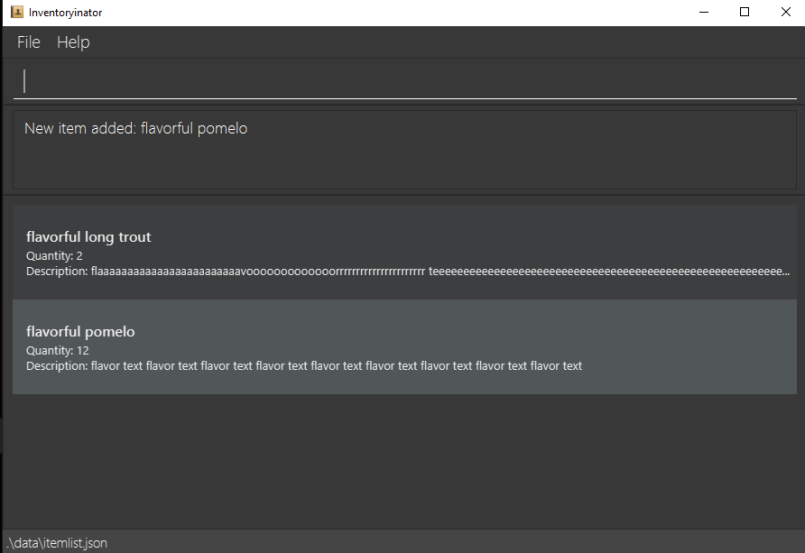 Inventoryinator
File Help
New item added: flavorful pomelo
flavorful long trout
Quantity: 2
Description: flaaaaaaaaaaaaaaaaaaaaaaaaavooooooooooooorrrrrrrrrrrrrrrrrrrrrr teeeeeeeeeeeeeeeeeeeeeeeeeeeeeeeeeeeeeeeeeeeeeeeeeeeeeeeee...
flavorful pomelo
Quantity: 12
Description: flavor text flavor text flavor text flavor text flavor text flavor text flavor text flavor text flavor text
.\data\itemlist.json